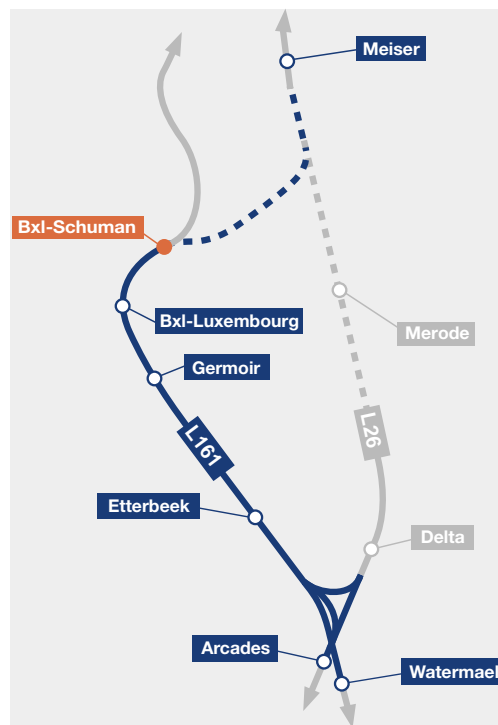 Meiser
Bxl-Schuman
Bxl-Luxembourg
Merode
Germoir
L26
L161
Etterbeek
Delta
Arcades
Watermael